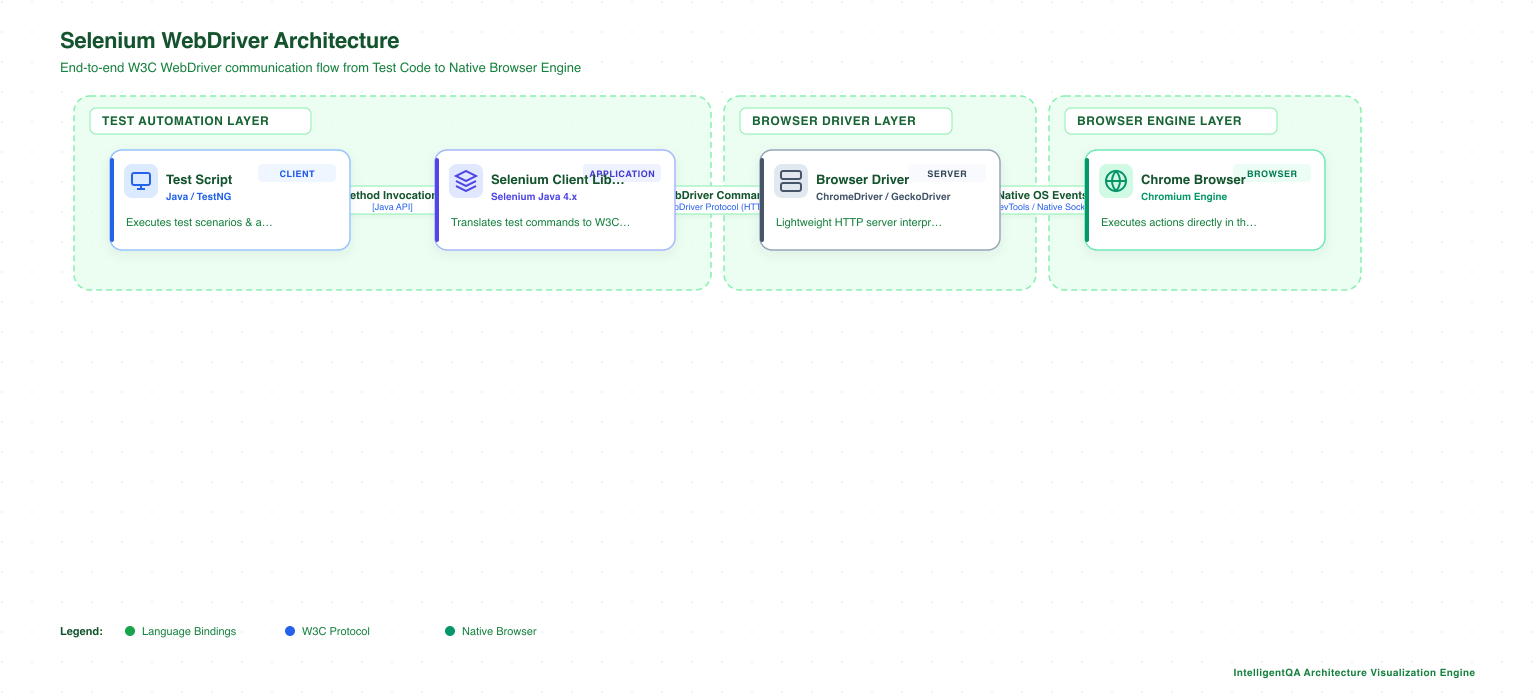 Selenium WebDriver Architecture
End-to-end W3C WebDriver communication flow from Test Code to Native Browser Engine
TEST AUTOMATION LAYER
BROWSER DRIVER LAYER
BROWSER ENGINE LAYER
Test Script
CLIENT
Java / TestNG
Executes test scenarios & a…
ethod Invocation
[Java API]
Selenium Client Lib…
APPLICATION
Selenium Java 4.x
Translates test commands to W3C…
bDriver Comman
bDriver Protocol (HTT
Browser Driver
SERVER
ChromeDriver / GeckoDriver
Lightweight HTTP server interpr…
Native OS Events
evTools / Native Sock
Chrome Browser
BROWSER
Chromium Engine
Executes actions directly in th…
Legend:
Language Bindings
W3C Protocol
Native Browser
IntelligentQA Architecture Visualization Engine